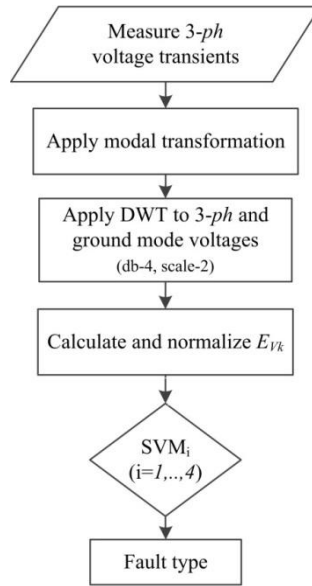 Measure 3-ph
voltage transients
Apply modal transformation
Apply DWT to 3-ph and
ground mode voltages
(db-4, scale-2)
Calculate and normalize EVk
SVMi
(i=1,..,4)
Fault type